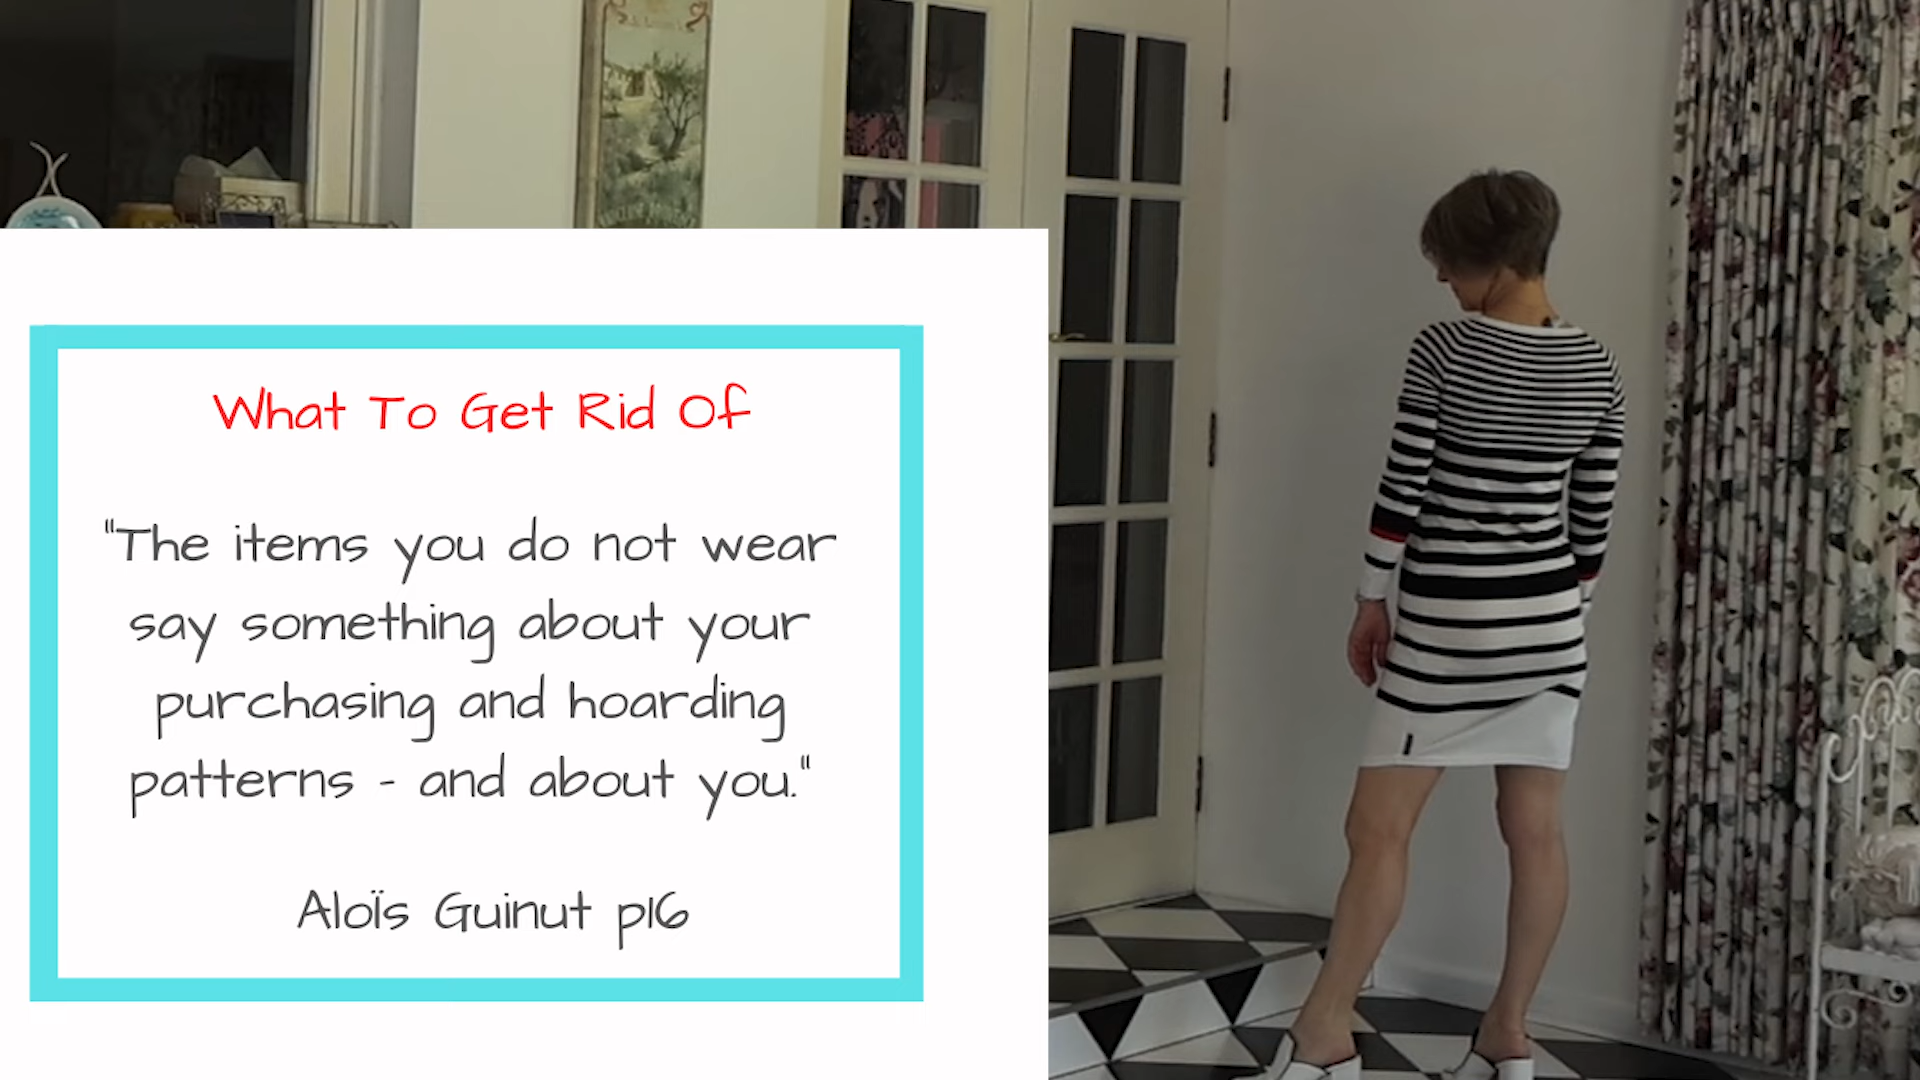 What To Get Rid Of
"The items you do not wear
say something about your
purchasing and hoarding
patterns - and about you."
Aloïs Guinut p16